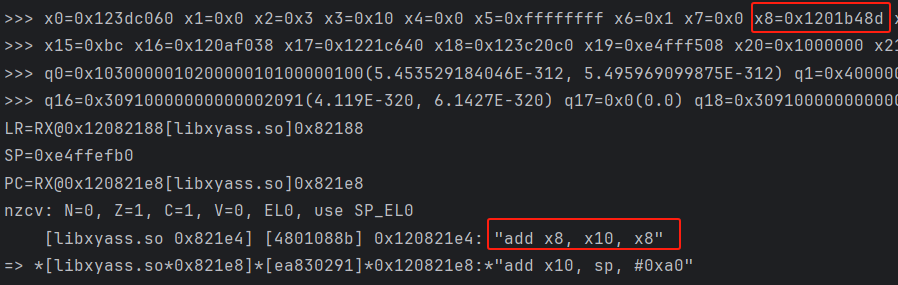 >>> x0=0x123dc060 x1=0x0 x2=0x3 x3=0x10 x4=0x0 x5=0xffffffff x6=0x1 x7=0x0 x8=0x1201b48d
>>> x15=0xbc x16=0x120af038 x17=0x1221c640 x18=0x123c20c0 x19=0xe4fff508 x20=0x1000000 x21
>>> q0=0x10300000102000010100000100(5.453529184046E-312, 5.495969099875E-312) q1=0x400000
>>> q16=0x30910000000000002091(4.119E-320, 6.1427E-320) q17=0x0(0.0) q18=0x3091000000000
LR=RX@0x12082188[libxyass.so]0x82188
SP=0xe4ffefb0
PC=RX@0x120821e8[libxyass.so]0x821e8
nzcv: N=0, Z=1, C=1, V=0, EL0, use SP_EL0
[libxyass.so 0x821e4] [4801088b] 0x120821e4: "add x8, x10, x8"
=> *[libxyass.so*0x821e8]*[ea830291]*0x120821e8:*"add x10, sp, #0xa0"